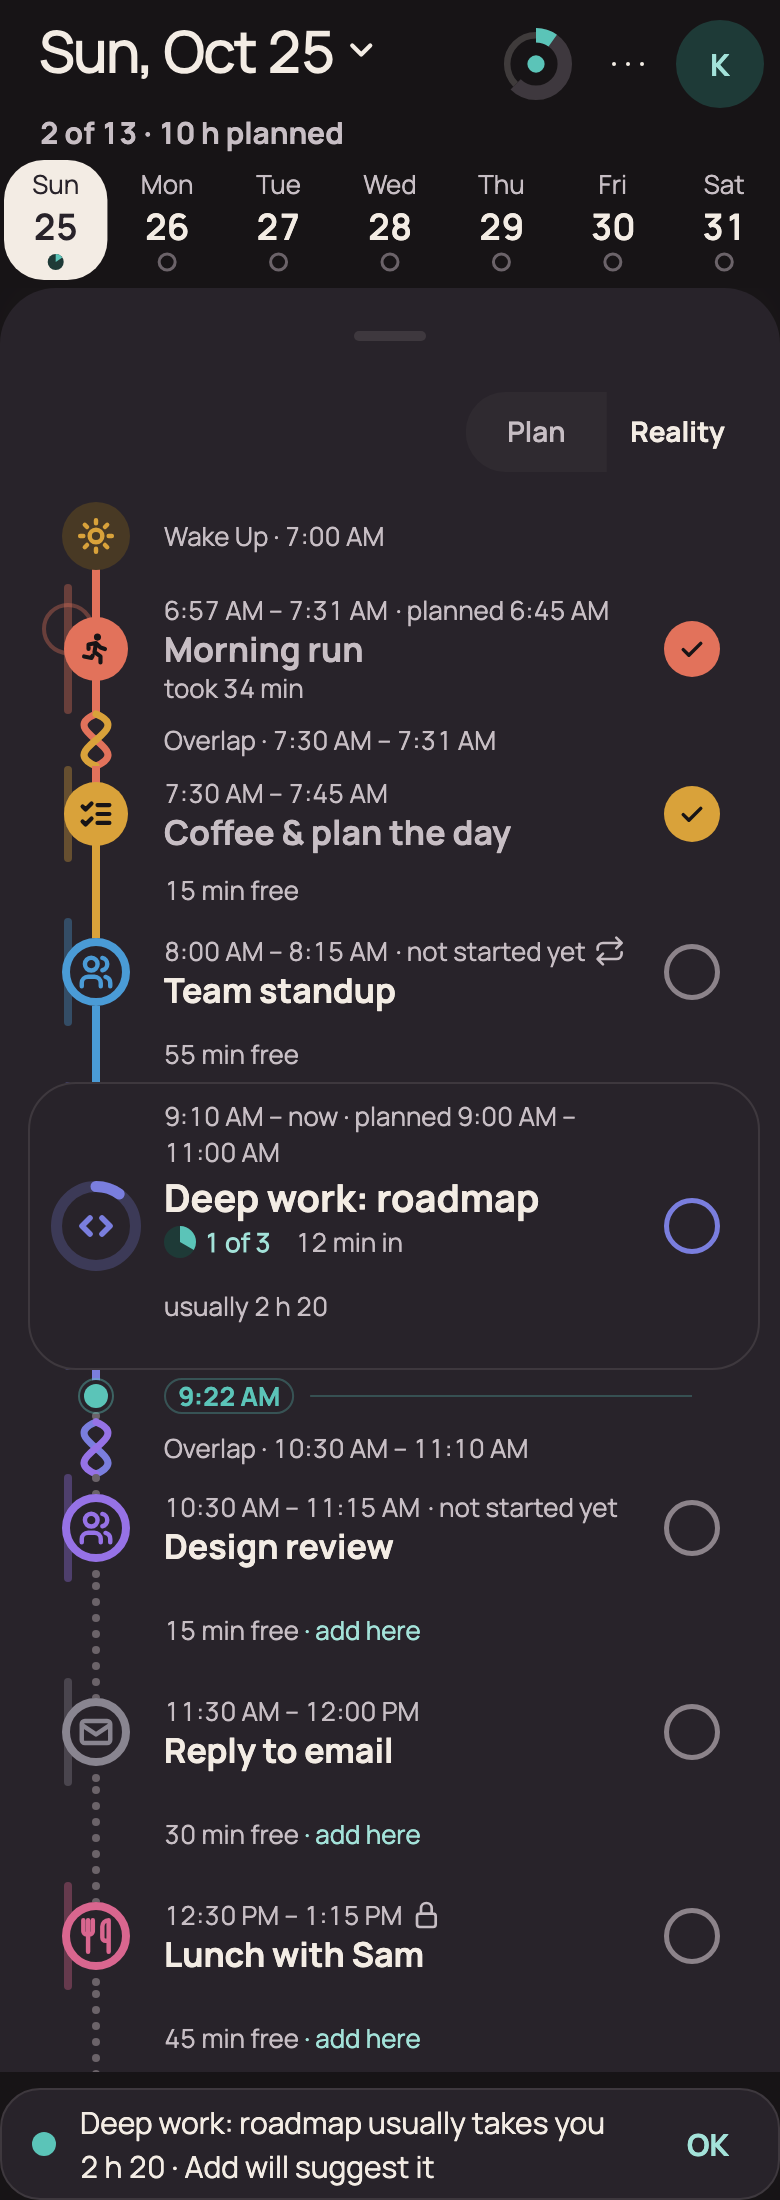 Sun, Oct 25
K
2 of 13 · 10 h planned
Sun Mon Tue Wed Thu Fri Sat
25 26 27 28 29 30 31
Plan Reality
Wake Up · 7:00 AM
6:57 AM – 7:31 AM · planned 6:45 AM
Morning run
took 34 min
Overlap · 7:30 AM – 7:31 AM
7:30 AM – 7:45 AM
Coffee & plan the day
15 min free
8:00 AM – 8:15 AM · not started yet
Team standup
55 min free
9:10 AM – now · planned 9:00 AM –
11:00 AM
Deep work: roadmap
1 of 3 12 min in
usually 2 h 20
9:22 AM
Overlap · 10:30 AM – 11:10 AM
10:30 AM – 11:15 AM · not started yet
Design review
15 min free · add here
11:30 AM – 12:00 PM
Reply to email
30 min free · add here
12:30 PM – 1:15 PM
Lunch with Sam
45 min free · add here
Deep work: roadmap usually takes you
2 h 20 · Add will suggest it
OK